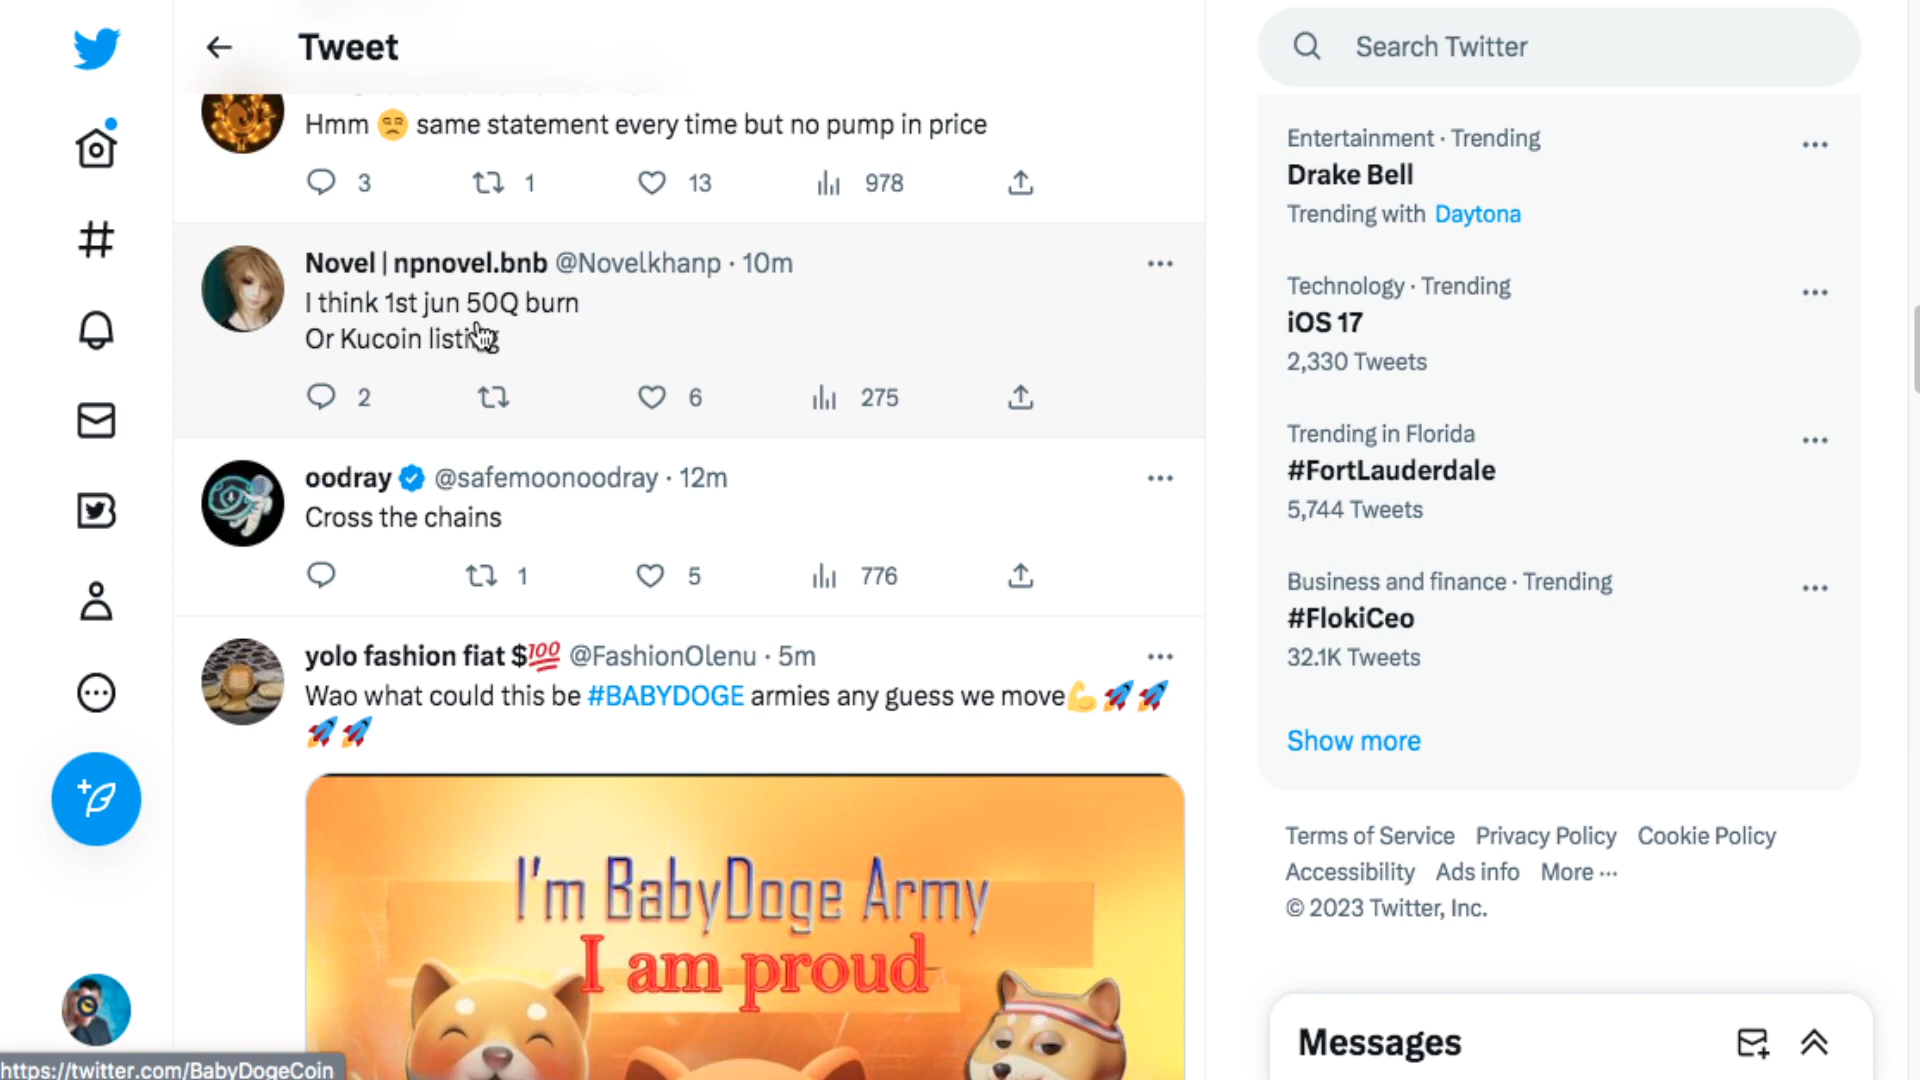 Tweet
Hmm 😒 same statement every time but no pump in price
3 1 13 978
Novel | npnovel.bnb @Novelkhanp · 10m
I think 1st jun 50Q burn
Or Kucoin listing
2 6 275
oodray @safemoonoodray · 12m
Cross the chains
1 5 776
yolo fashion fiat $💯 @FashionOlenu · 5m
Wao what could this be #BABYDOGE armies any guess we move💪🚀🚀
🚀🚀
I'm BabyDoge Army
I am proud
https://twitter.com/BabyDogeCoin
Search Twitter
Entertainment · Trending
Drake Bell
Trending with Daytona
Technology · Trending
iOS 17
2,330 Tweets
Trending in Florida
#FortLauderdale
5,744 Tweets
Business and finance · Trending
#FlokiCeo
32.1K Tweets
Show more
Terms of Service Privacy Policy Cookie Policy
Accessibility Ads info More ···
© 2023 Twitter, Inc.
Messages